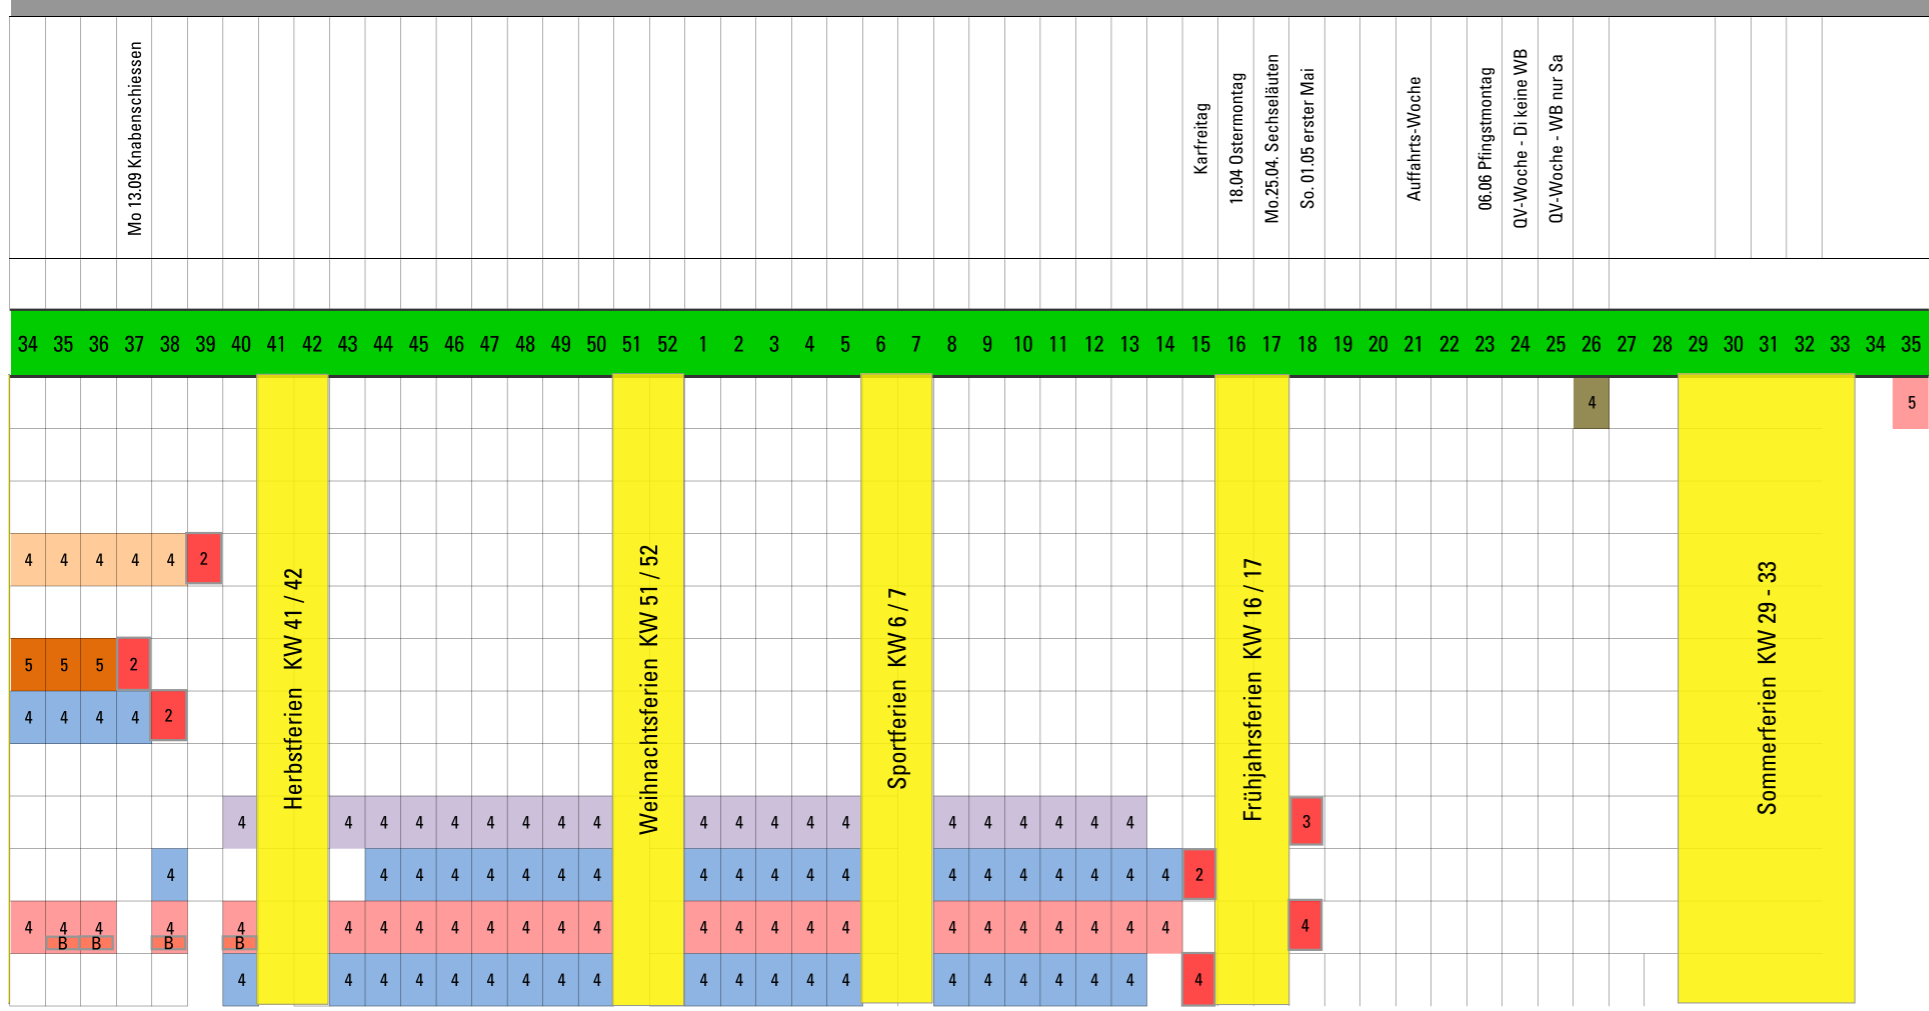 Mo 13.09 Knabenschiessen
Karfreitag
18.04 Ostermontag
Mo.25.04. Sechseläuten
So. 01.05 erster Mai
Auffahrts-Woche
06.06 Pfingstmontag
QV-Woche - Di keine WB
QV-Woche - WB nur Sa
34 35 36 37 38 39 40 41 42 43 44 45 46 47 48 49 50 51 52 1 2 3 4 5 6 7 8 9 10 11 12 13 14 15 16 17 18 19 20 21 22 23 24 25 26 27 28 29 30 31 32 33 34 35
Herbstferien KW 41 / 42
Weihnachtsferien KW 51 / 52
Sportferien KW 6 / 7
Frühjahrsferien KW 16 / 17
Sommerferien KW 29 - 33
4 5
4 4 4 4 4 2
5 5 5 2
4 4 4 4 2
4 4 4 4 4 4 4 4 4 4 4 4 4 4 4 4 4 4 4 4 3
4 4 4 4 4 4 4 4 4 4 4 4 4 4 4 4 4 4 4 4 2
4 4 4 4 4 4 4 4 4 4 4 4 4 4 4 4 4 4 4 4 4 4 4 4 4 4
B B B B
4 4 4 4 4 4 4 4 4 4 4 4 4 4 4 4 4 4 4 4 4